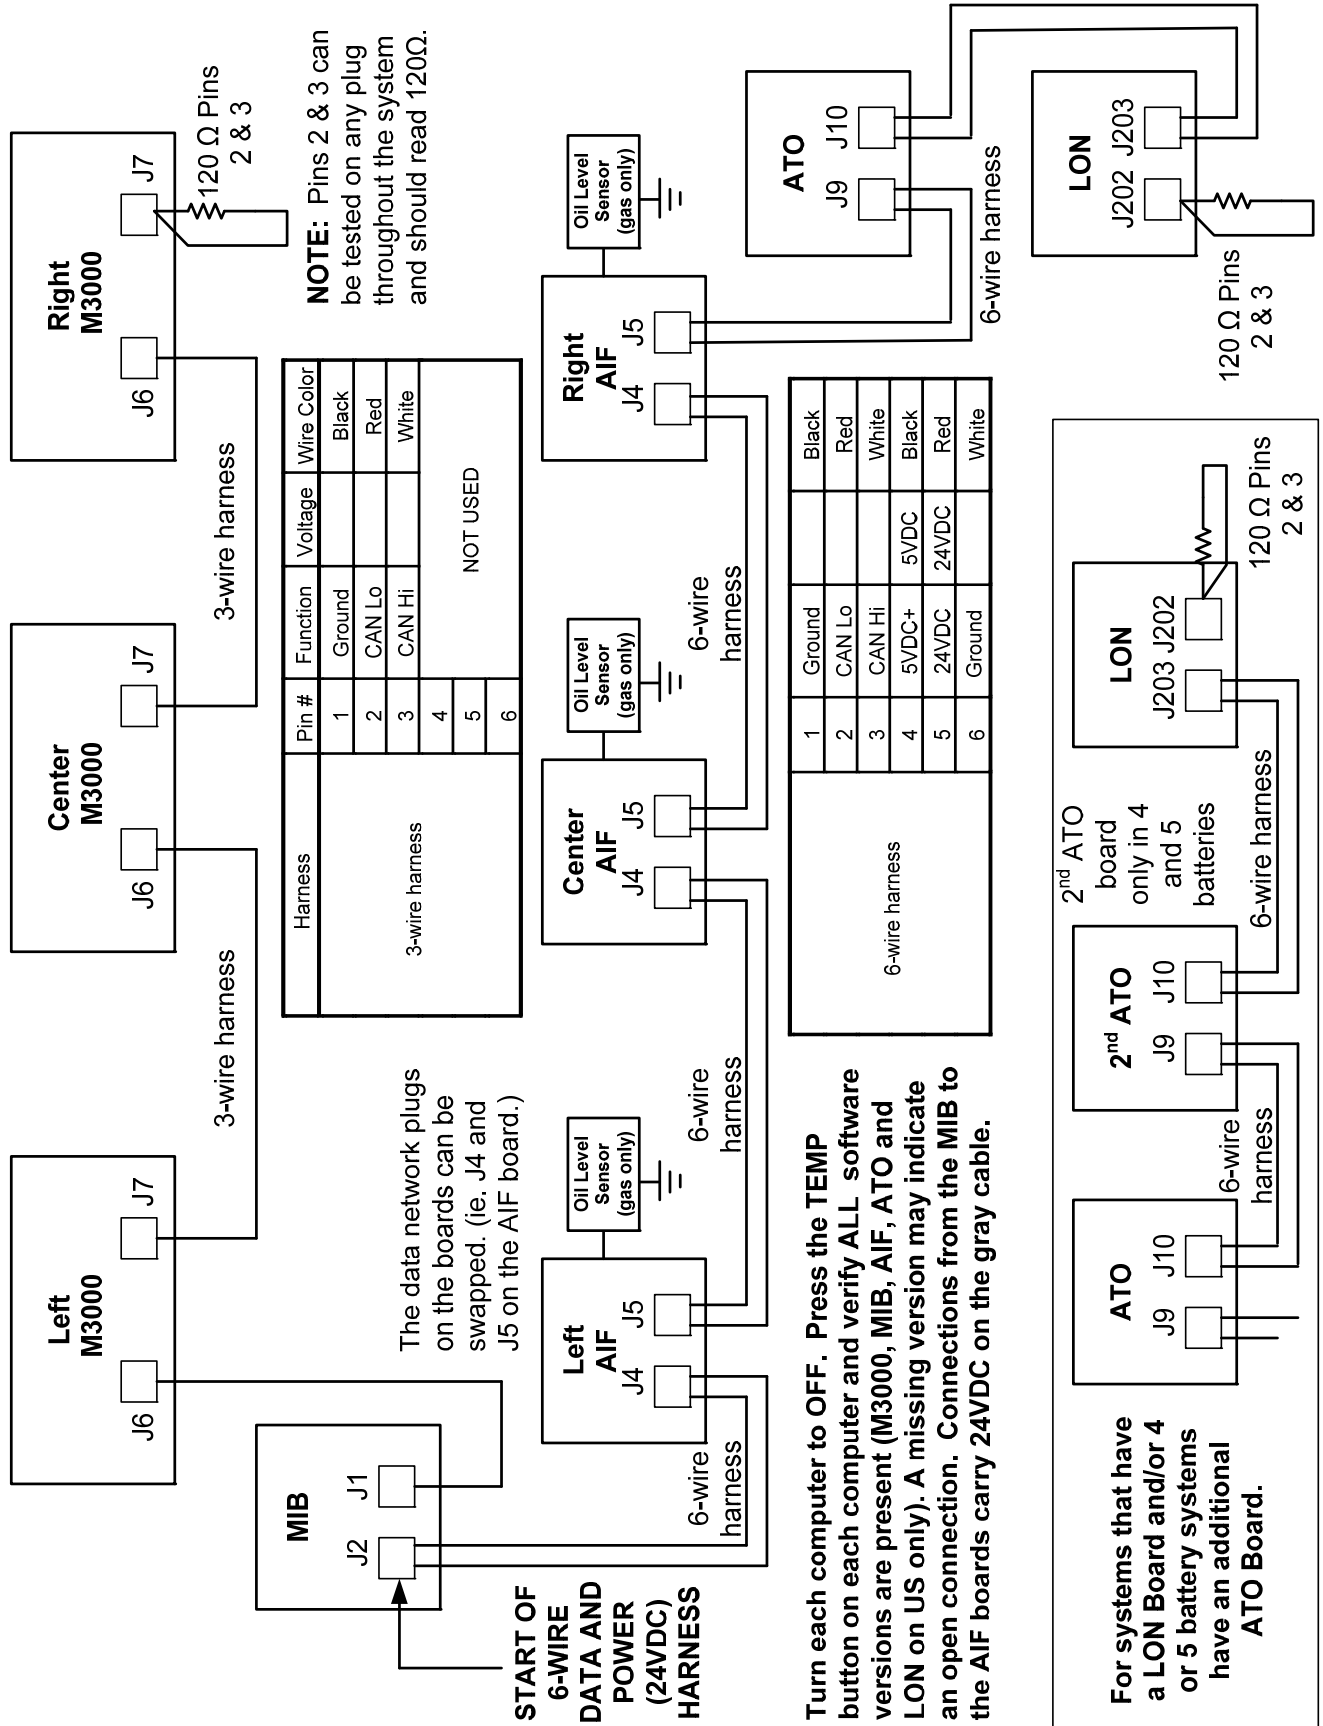 Left
M3000
J6
J7
Center
M3000
J6
J7
Right
M3000
J6
J7
3-wire harness
3-wire harness
120 Ω Pins
2 & 3
MIB
J2
J1
The data network plugs
on the boards can be
swapped. (ie. J4 and
J5 on the AIF board.)
Harness Pin # Function Voltage Wire Color
3-wire harness
1 Ground Black
2 CAN Lo Red
3 CAN Hi White
4
5
6
NOT USED
NOTE: Pins 2 & 3 can
be tested on any plug
throughout the system
and should read 120Ω.
START OF
6-WIRE
DATA AND
POWER
(24VDC)
HARNESS
6-wire
harness
Left
AIF
J4
J5
Oil Level
Sensor
(gas only)
6-wire
harness
Center
AIF
J4
J5
Oil Level
Sensor
(gas only)
6-wire
harness
Right
AIF
J4
J5
Oil Level
Sensor
(gas only)
Turn each computer to OFF. Press the TEMP
button on each computer and verify ALL software
versions are present (M3000, MIB, AIF, ATO and
LON on US only). A missing version may indicate
an open connection. Connections from the MIB to
the AIF boards carry 24VDC on the gray cable.
6-wire harness
1 Ground Black
2 CAN Lo Red
3 CAN Hi White
4 5VDC+ 5VDC Black
5 24VDC 24VDC Red
6 Ground White
ATO
J9
J10
6-wire harness
LON
J202 J203
120 Ω Pins
2 & 3
For systems that have
a LON Board and/or 4
or 5 battery systems
have an additional
ATO Board.
ATO
J9
J10
6-wire
harness
2nd ATO
J9
J10
2nd ATO
board
only in 4
and 5
batteries
6-wire harness
LON
J203 J202
120 Ω Pins
2 & 3